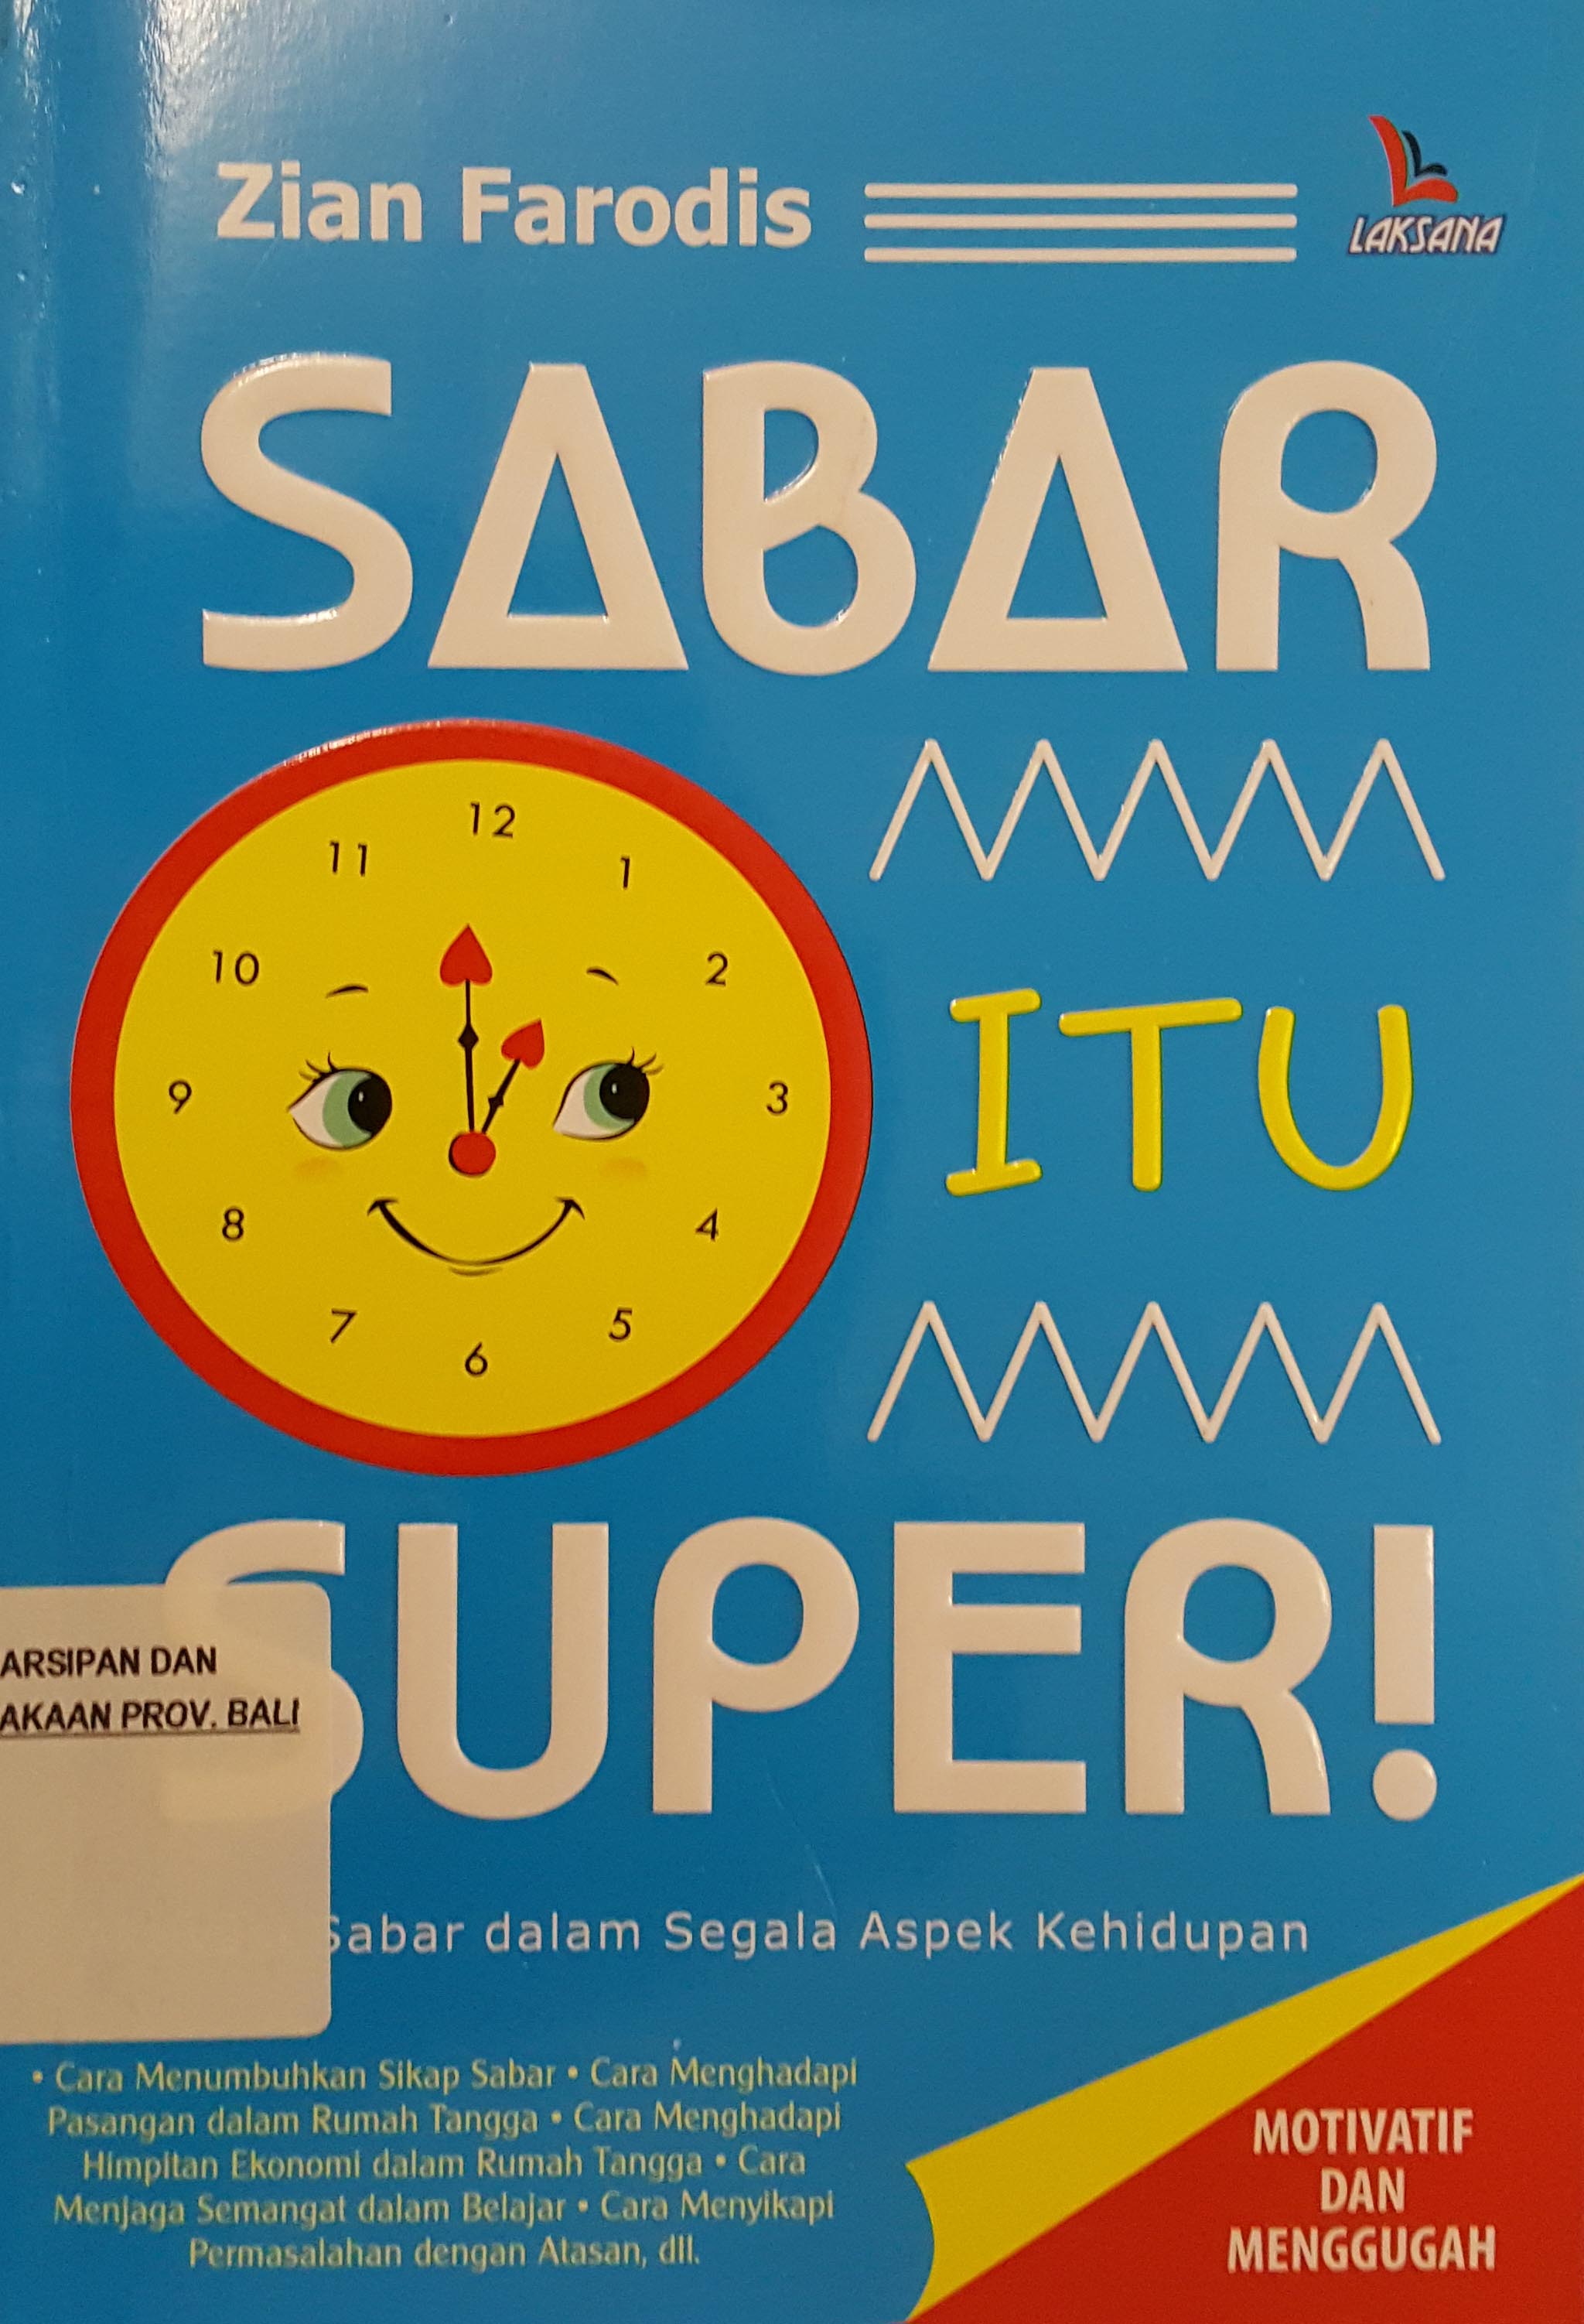 Zian Farodis
LAKSANA
SABAR
12
11
1
10
2
9
3
8
4
7
5
6
ITU
SUPER!
ARSIPAN DAN
AKAAN PROV. BALI
Sabar dalam Segala Aspek Kehidupan
• Cara Menumbuhkan Sikap Sabar • Cara Menghadapi
Pasangan dalam Rumah Tangga • Cara Menghadapi
Himpitan Ekonomi dalam Rumah Tangga • Cara
Menjaga Semangat dalam Belajar • Cara Menyikapi
Permasalahan dengan Atasan, dll.
MOTIVATIF
DAN
MENGGUGAH